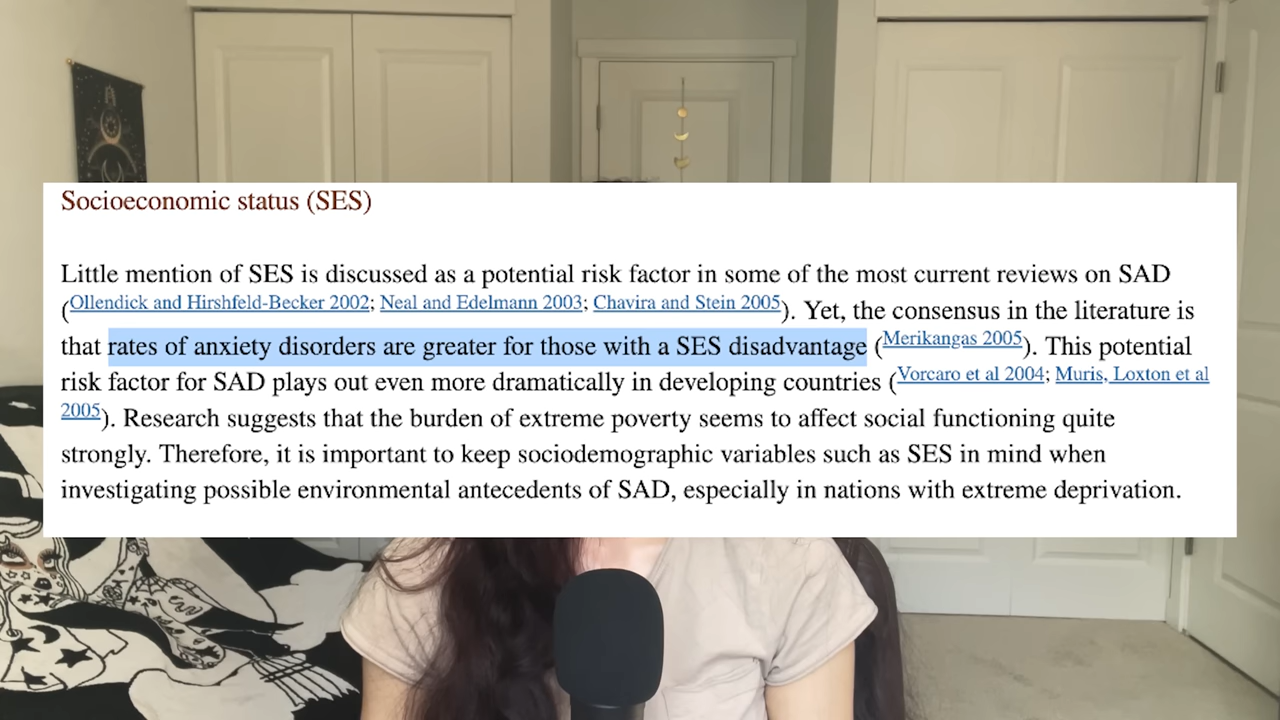 Socioeconomic status (SES)
Little mention of SES is discussed as a potential risk factor in some of the most current reviews on SAD
(Ollendick and Hirshfeld-Becker 2002; Neal and Edelmann 2003; Chavira and Stein 2005). Yet, the consensus in the literature is
that rates of anxiety disorders are greater for those with a SES disadvantage (Merikangas 2005). This potential
risk factor for SAD plays out even more dramatically in developing countries (Vorcaro et al 2004; Muris, Loxton et al
2005). Research suggests that the burden of extreme poverty seems to affect social functioning quite
strongly. Therefore, it is important to keep sociodemographic variables such as SES in mind when
investigating possible environmental antecedents of SAD, especially in nations with extreme deprivation.